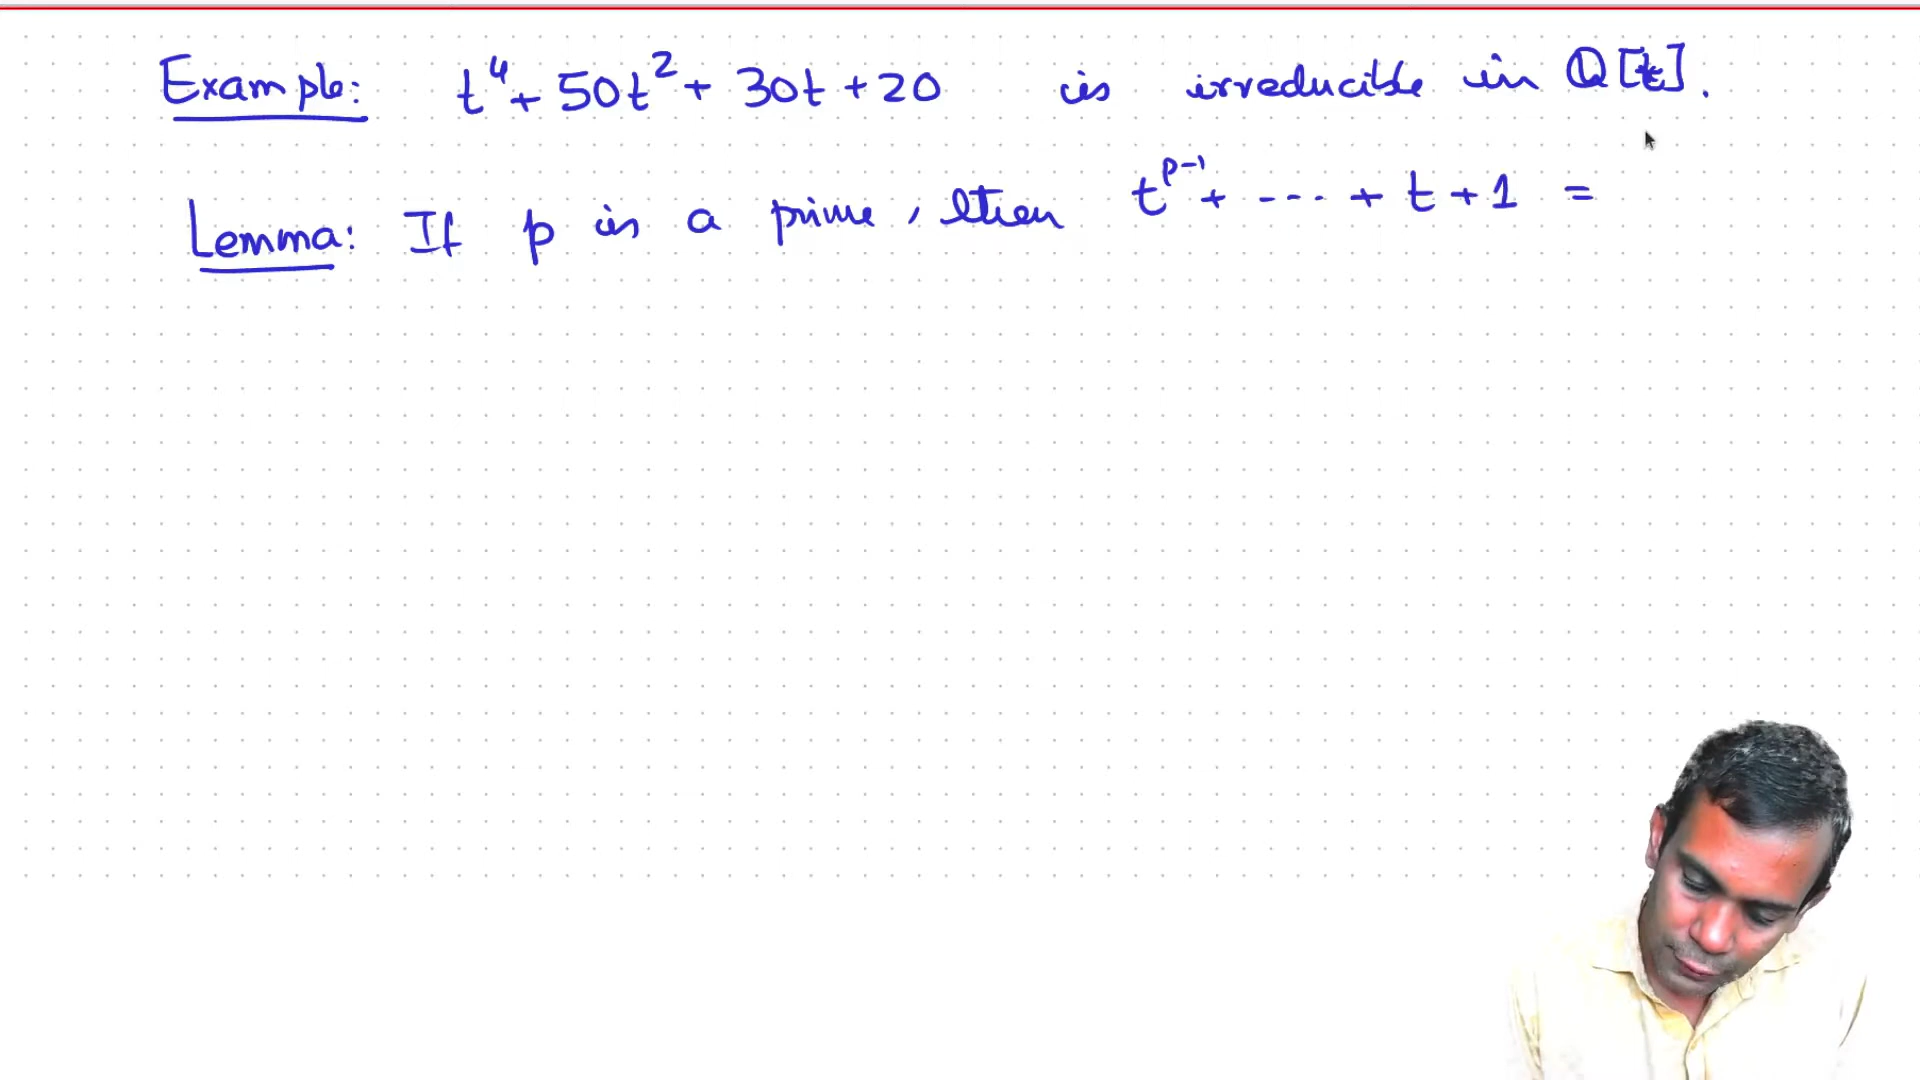 Example: t⁴ + 50t² + 30t + 20 is irreducible in ℚ[t].
Lemma: If p is a prime, then t^{p-1} + --- + t + 1 =